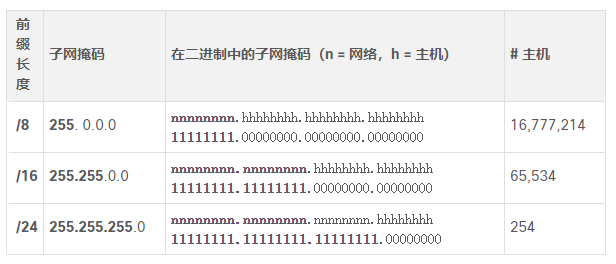 前缀长度 子网掩码 在二进制中的子网掩码（n = 网络，h = 主机） # 主机
/8 255. 0.0.0 nnnnnnnn.hhhhhhhh.hhhhhhhh.hhhhhhhh 16,777,214
11111111.00000000.00000000.00000000
/16 255.255.0.0 nnnnnnnn.nnnnnnnn.hhhhhhhh.hhhhhhhh 65,534
11111111.11111111.00000000.00000000
/24 255.255.255.0 nnnnnnnn.nnnnnnnn.nnnnnnnn.hhhhhhhh 254
11111111.11111111.11111111.00000000